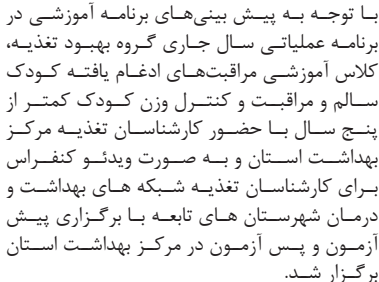 با توجه به پیش بینی‌های برنامه آموزشی در
برنامه عملیاتی سال جاری گروه بهبود تغذیه،
کلاس آموزشی مراقبت‌های ادغام یافته کودک
سالم و مراقبت و کنترل وزن کودک کمتر از
پنج سال با حضور کارشناسان تغذیه مرکز
بهداشت استان و به صورت ویدئو کنفراس
برای کارشناسان تغذیه شبکه های بهداشت و
درمان شهرستان های تابعه با برگزاری پیش
آزمون و پس آزمون در مرکز بهداشت استان
برگزار شد.